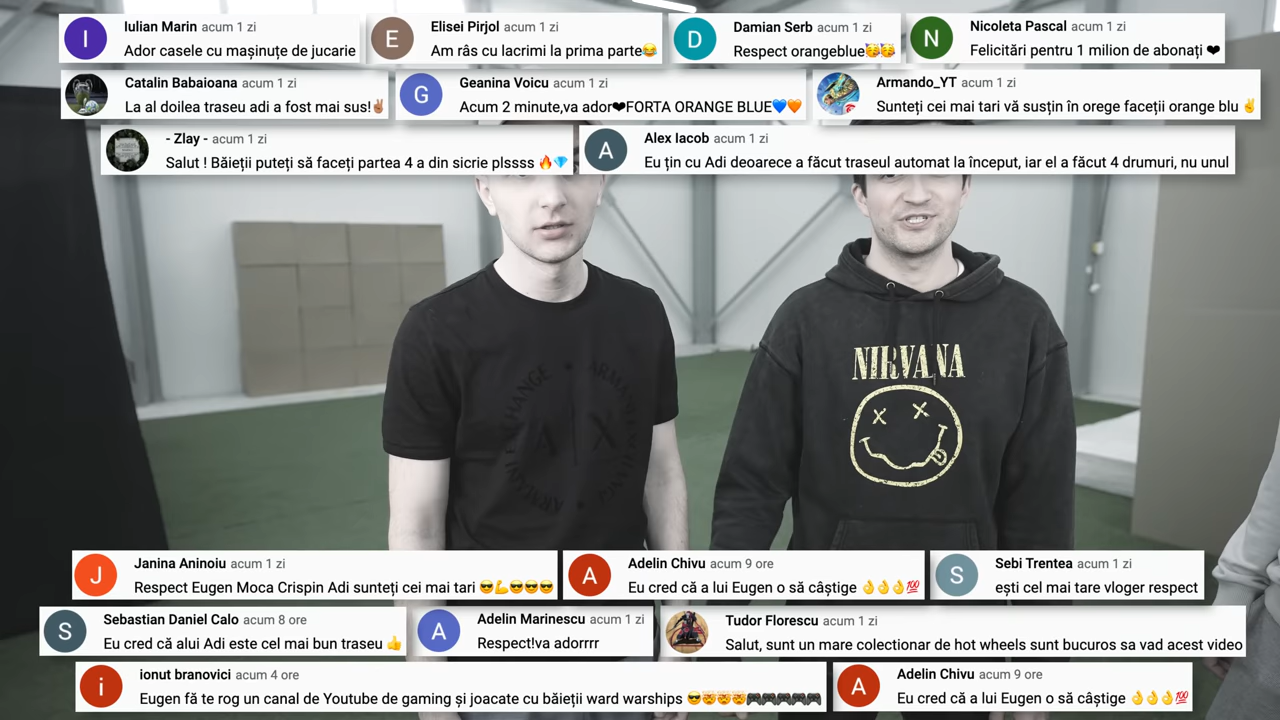 Iulian Marin acum 1 zi
Ador casele cu mașinuțe de jucarie
Elisei Pirjol acum 1 zi
Am râs cu lacrimi la prima parte😂
Damian Serb acum 1 zi
Respect orangeblue🥳🥳
Nicoleta Pascal acum 1 zi
Felicitări pentru 1 milion de abonați ❤
Catalin Babaioana acum 1 zi
La al doilea traseu adi a fost mai sus!✌🏽
Geanina Voicu acum 1 zi
Acum 2 minute,va ador❤FORTA ORANGE BLUE💙🧡
Armando_YT acum 1 zi
Sunteți cei mai tari vă susțin în orege faceții orange blu ✌
- Zlay - acum 1 zi
Salut ! Băieții puteți să faceți partea 4 a din sicrie plssss 🔥💎
Alex Iacob acum 1 zi
Eu țin cu Adi deoarece a făcut traseul automat la început, iar el a făcut 4 drumuri, nu unul
NIRVANA
ARMANI EXCHANGE
A|X
ARMANI EXCHANGE
Janina Aninoiu acum 1 zi
Respect Eugen Moca Crispin Adi sunteți cei mai tari 😎💪😎😎😎
Adelin Chivu acum 9 ore
Eu cred că a lui Eugen o să câștige 👌👌👌💯
Sebi Trentea acum 1 zi
ești cel mai tare vloger respect
Sebastian Daniel Calo acum 8 ore
Eu cred că alui Adi este cel mai bun traseu 👍
Adelin Marinescu acum 1 zi
Respect!va adorrrr
Tudor Florescu acum 1 zi
Salut, sunt un mare colectionar de hot wheels sunt bucuros sa vad acest video
ionut branovici acum 4 ore
Eugen fă te rog un canal de Youtube de gaming și joacate cu băieții ward warships 😎🤯🤯🤯🎮🎮🎮🎮🎮
Adelin Chivu acum 9 ore
Eu cred că a lui Eugen o să câștige 👌👌👌💯